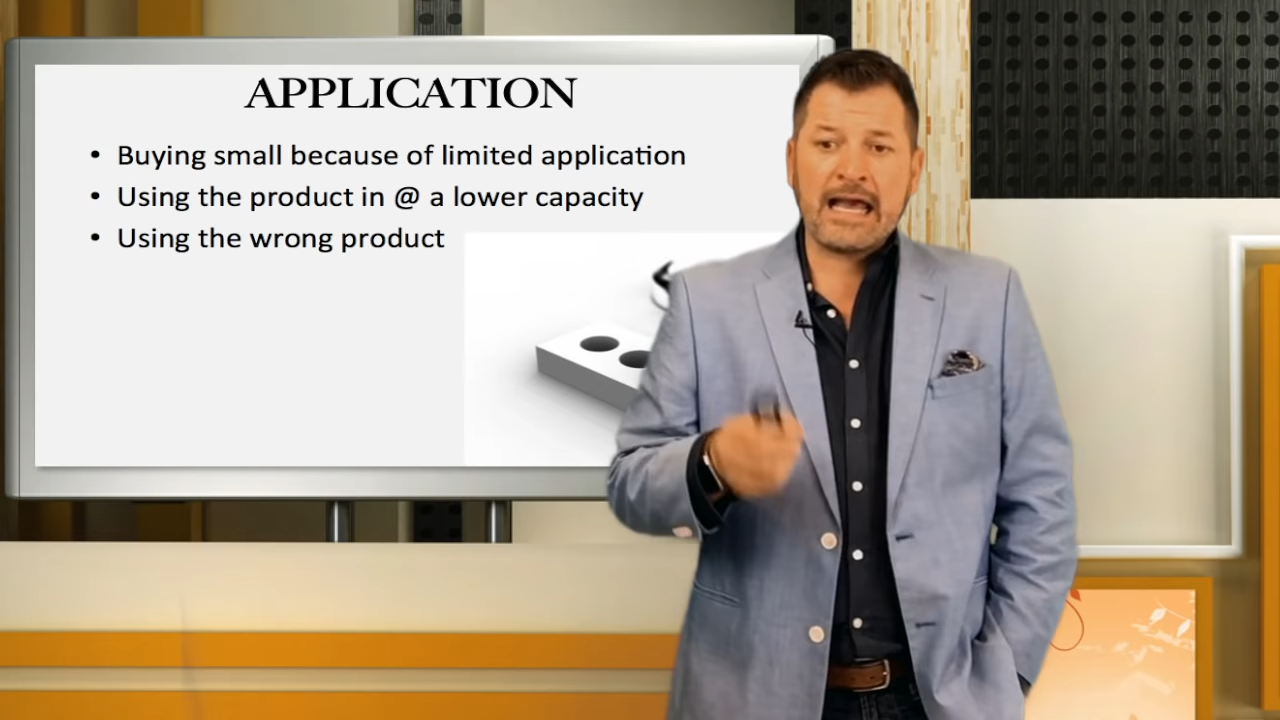 APPLICATION
• Buying small because of limited application
• Using the product in @ a lower capacity
• Using the wrong product